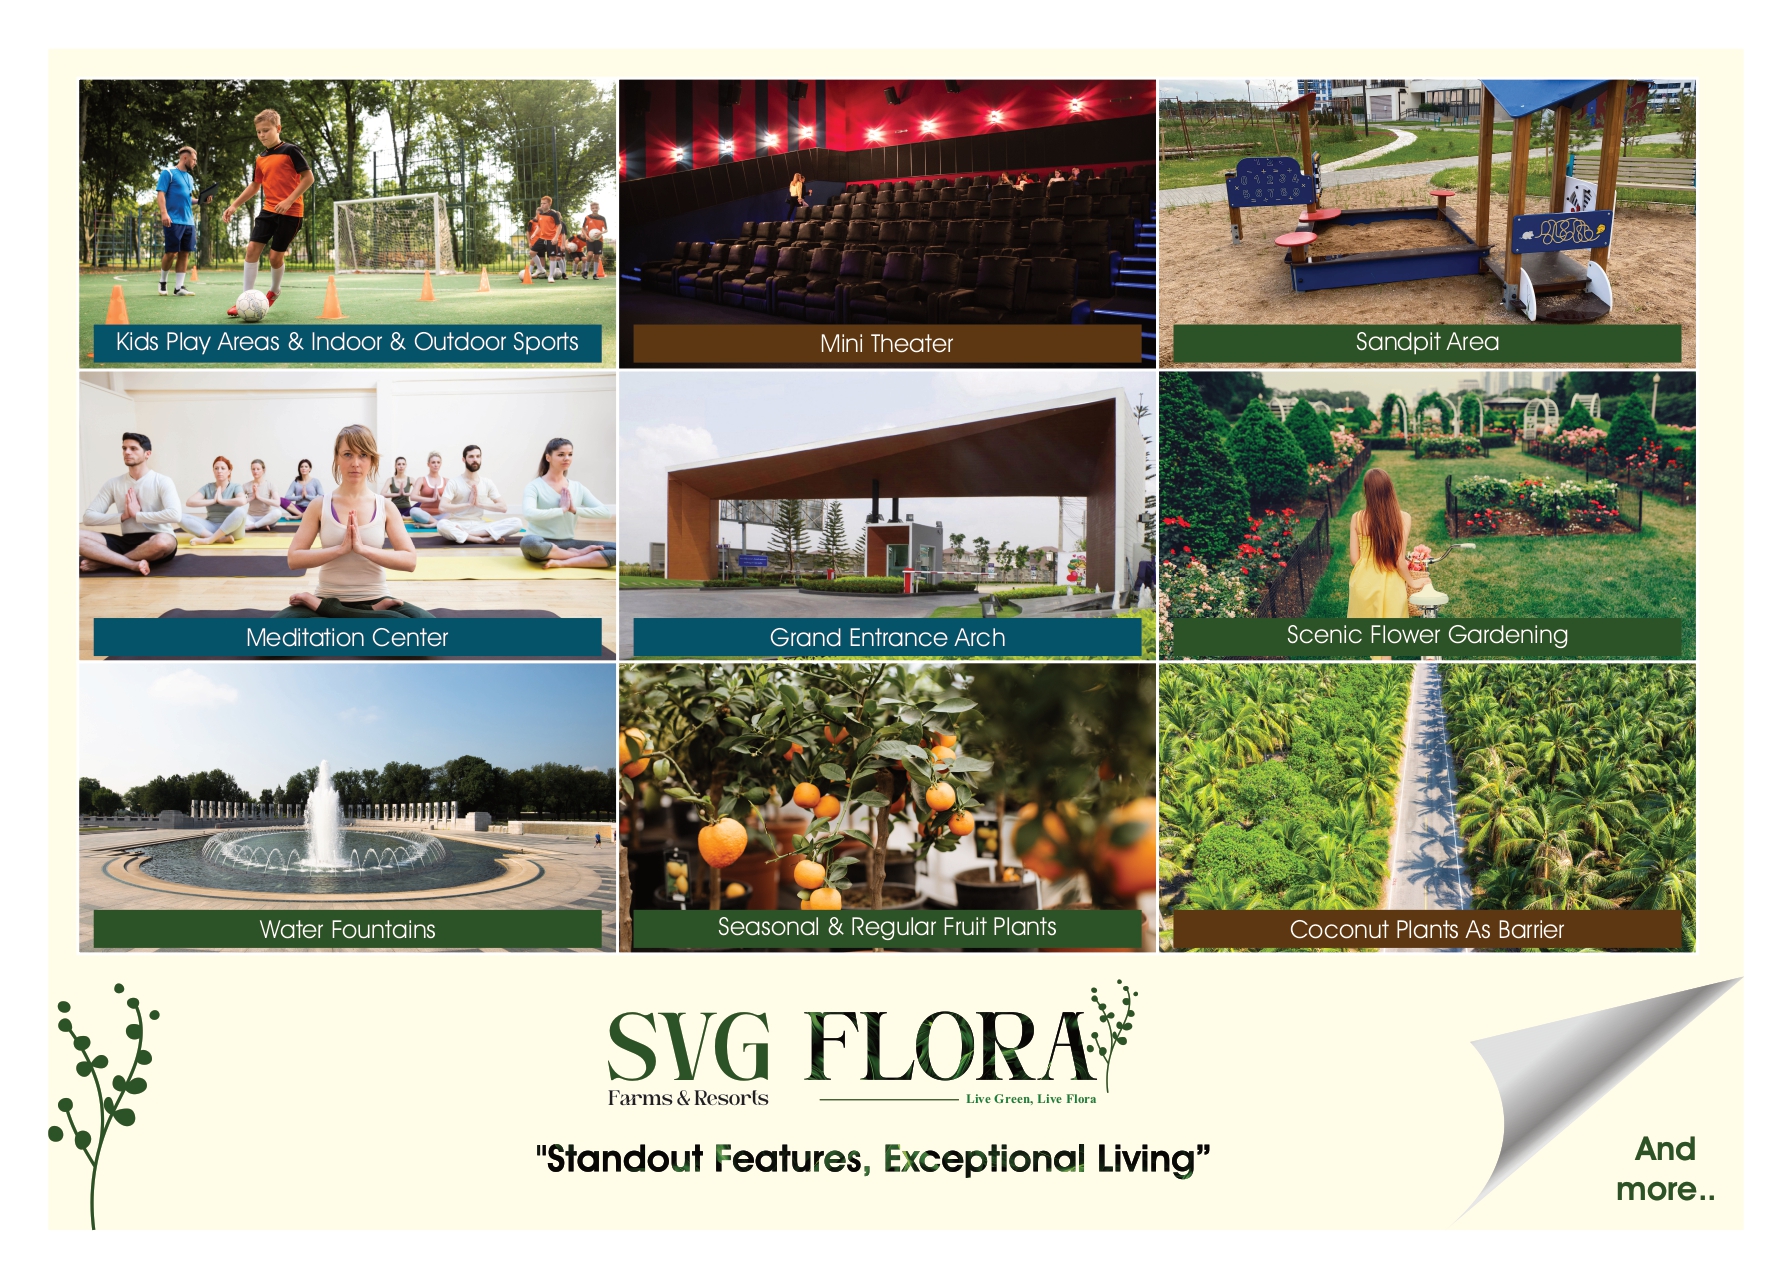 Kids Play Areas & Indoor & Outdoor Sports
Mini Theater
Sandpit Area
Meditation Center
Grand Entrance Arch
Scenic Flower Gardening
Water Fountains
Seasonal & Regular Fruit Plants
Coconut Plants As Barrier
SVG FLORA
Farms & Resorts
Live Green, Live Flora
"Standout Features, Exceptional Living”
And
more..